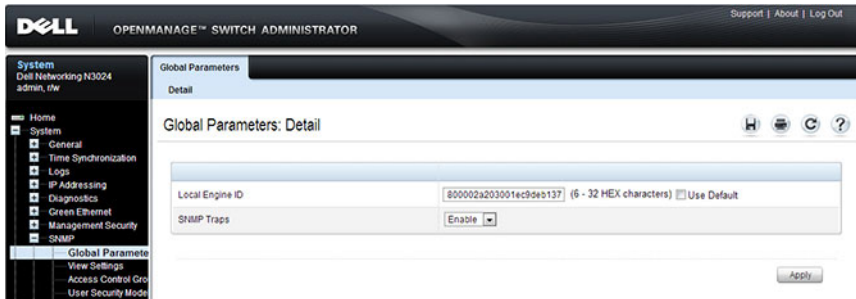 Support | About | Log Out
DELL OPENMANAGE™ SWITCH ADMINISTRATOR
System
Dell Networking N3024
admin, r/w
Home
System
General
Time Synchronization
Logs
IP Addressing
Diagnostics
Green Ethernet
Management Security
SNMP
Global Paramete
View Settings
Access Control Gro
User Security Mode
Global Parameters
Detail
Global Parameters: Detail
Local Engine ID 800002a203001ec9deb137 (6 - 32 HEX characters) Use Default
SNMP Traps Enable
Apply